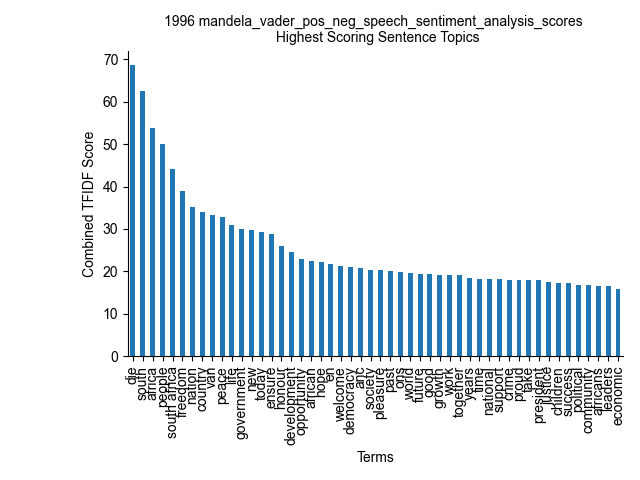 1996 mandela_vader_pos_neg_speech_sentiment_analysis_scores
Highest Scoring Sentence Topics
Combined TFIDF Score
70
60
50
40
30
20
10
0
die
south
africa
people
south africa
freedom
nation
country
van
peace
life
government
new
today
ensure
honour
development
opportunity
african
hope
en
welcome
democracy
anc
society
pleasure
past
ons
world
future
good
growth
work
together
years
time
national
support
crime
proud
take
president
justice
children
success
political
community
africans
leaders
economic
Terms